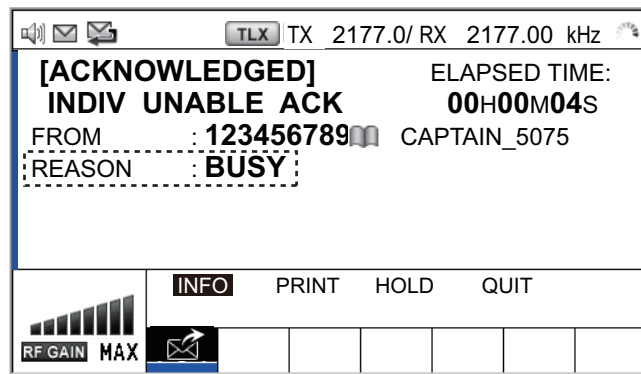 TLX TX 2177.0/ RX 2177.00 kHz
[ACKNOWLEDGED] ELAPSED TIME:
INDIV UNABLE ACK 00H00M04S
FROM : 123456789 CAPTAIN_5075
REASON : BUSY
INFO PRINT HOLD QUIT
RF GAIN MAX